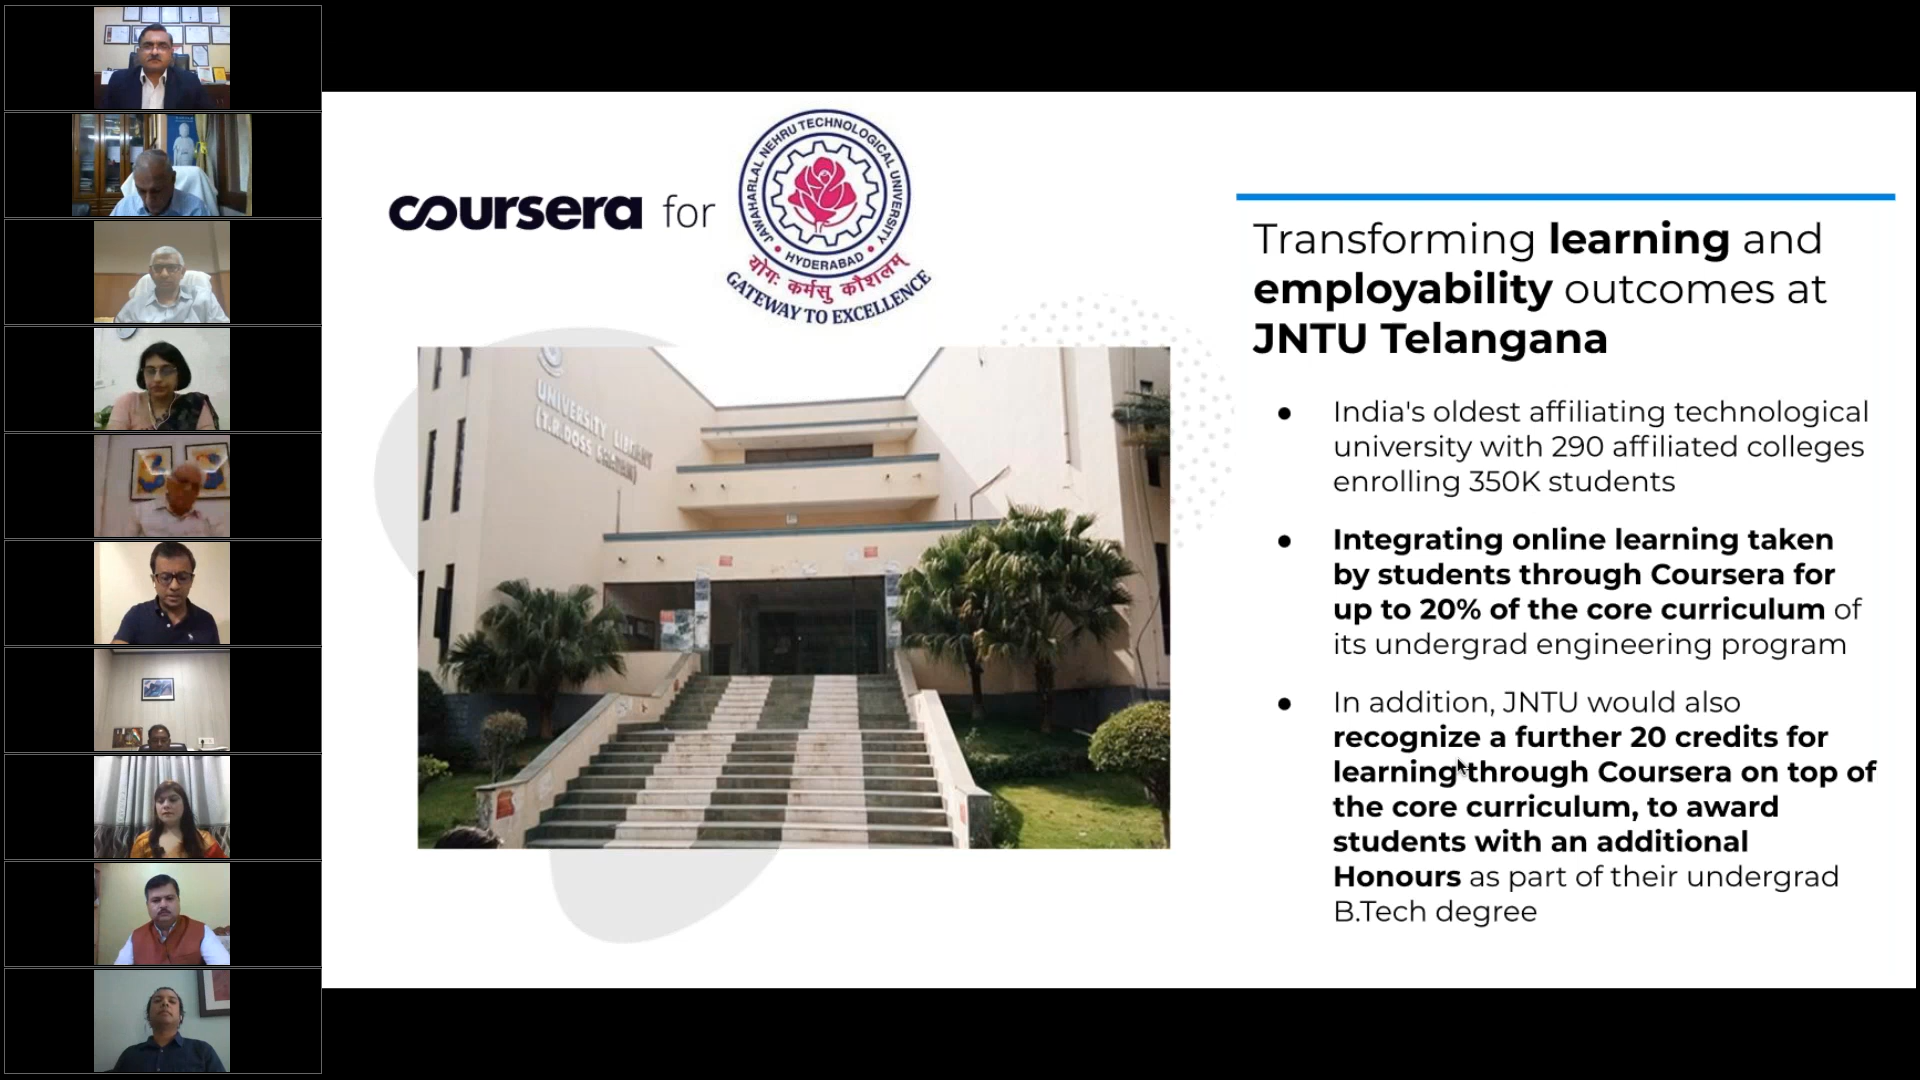 coursera for
JAWAHARLAL NEHRU TECHNOLOGICAL UNIVERSITY
HYDERABAD
योगः कर्मसु कौशलम्
GATEWAY TO EXCELLENCE
UNIVERSITY LIBRARY
Transforming learning and
employability outcomes at
JNTU Telangana
● India's oldest affiliating technological
university with 290 affiliated colleges
enrolling 350K students
● Integrating online learning taken
by students through Coursera for
up to 20% of the core curriculum of
its undergrad engineering program
● In addition, JNTU would also
recognize a further 20 credits for
learning through Coursera on top of
the core curriculum, to award
students with an additional
Honours as part of their undergrad
B.Tech degree